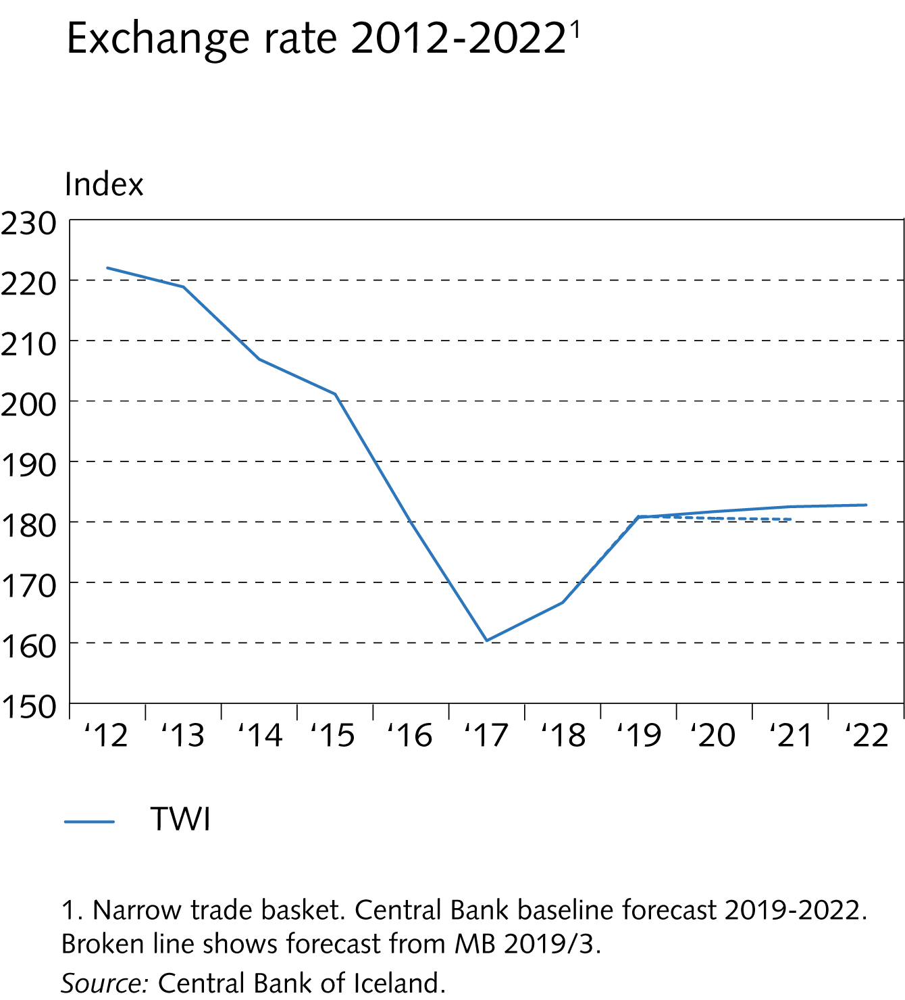 Exchange rate 2012-2022¹
Index
230
220
210
200
190
180
170
160
150
‘12 ‘13 ‘14 ‘15 ‘16 ‘17 ‘18 ‘19 ‘20 ‘21 ‘22
TWI
1. Narrow trade basket. Central Bank baseline forecast 2019-2022.
Broken line shows forecast from MB 2019/3.
Source: Central Bank of Iceland.